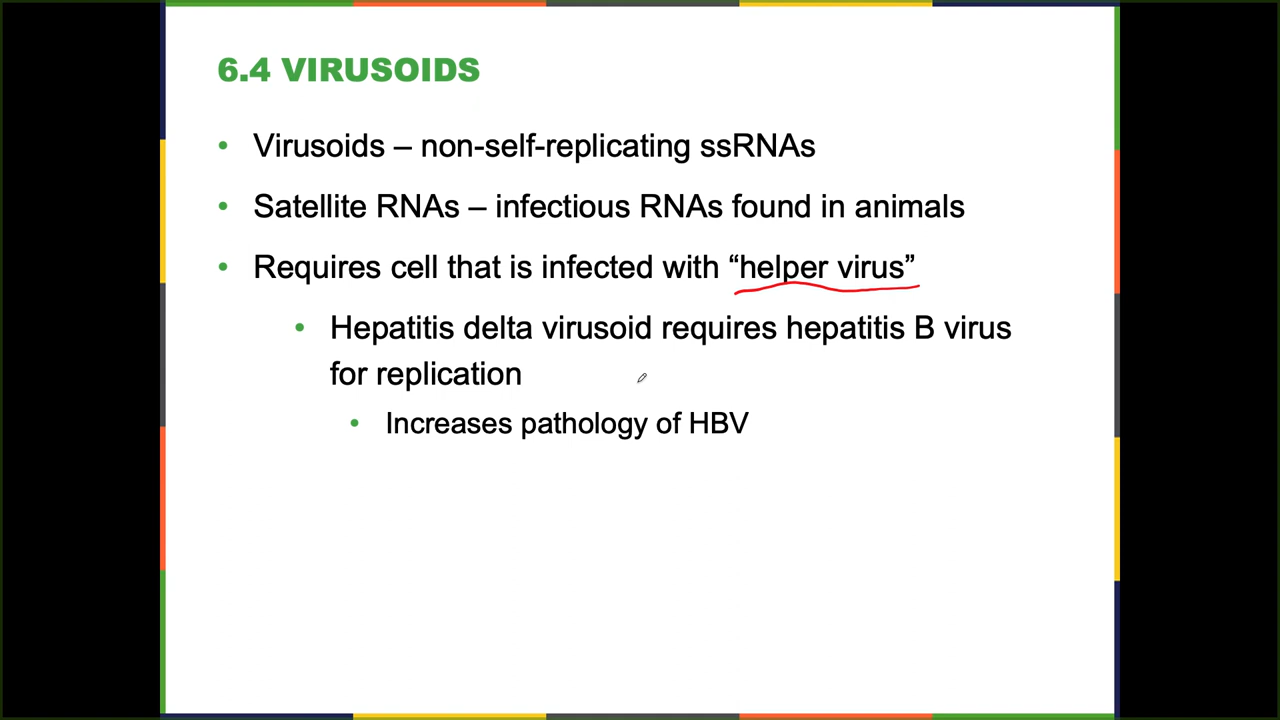 6.4 VIRUSOIDS
• Virusoids – non-self-replicating ssRNAs
• Satellite RNAs – infectious RNAs found in animals
• Requires cell that is infected with “helper virus”
• Hepatitis delta virusoid requires hepatitis B virus
for replication
• Increases pathology of HBV